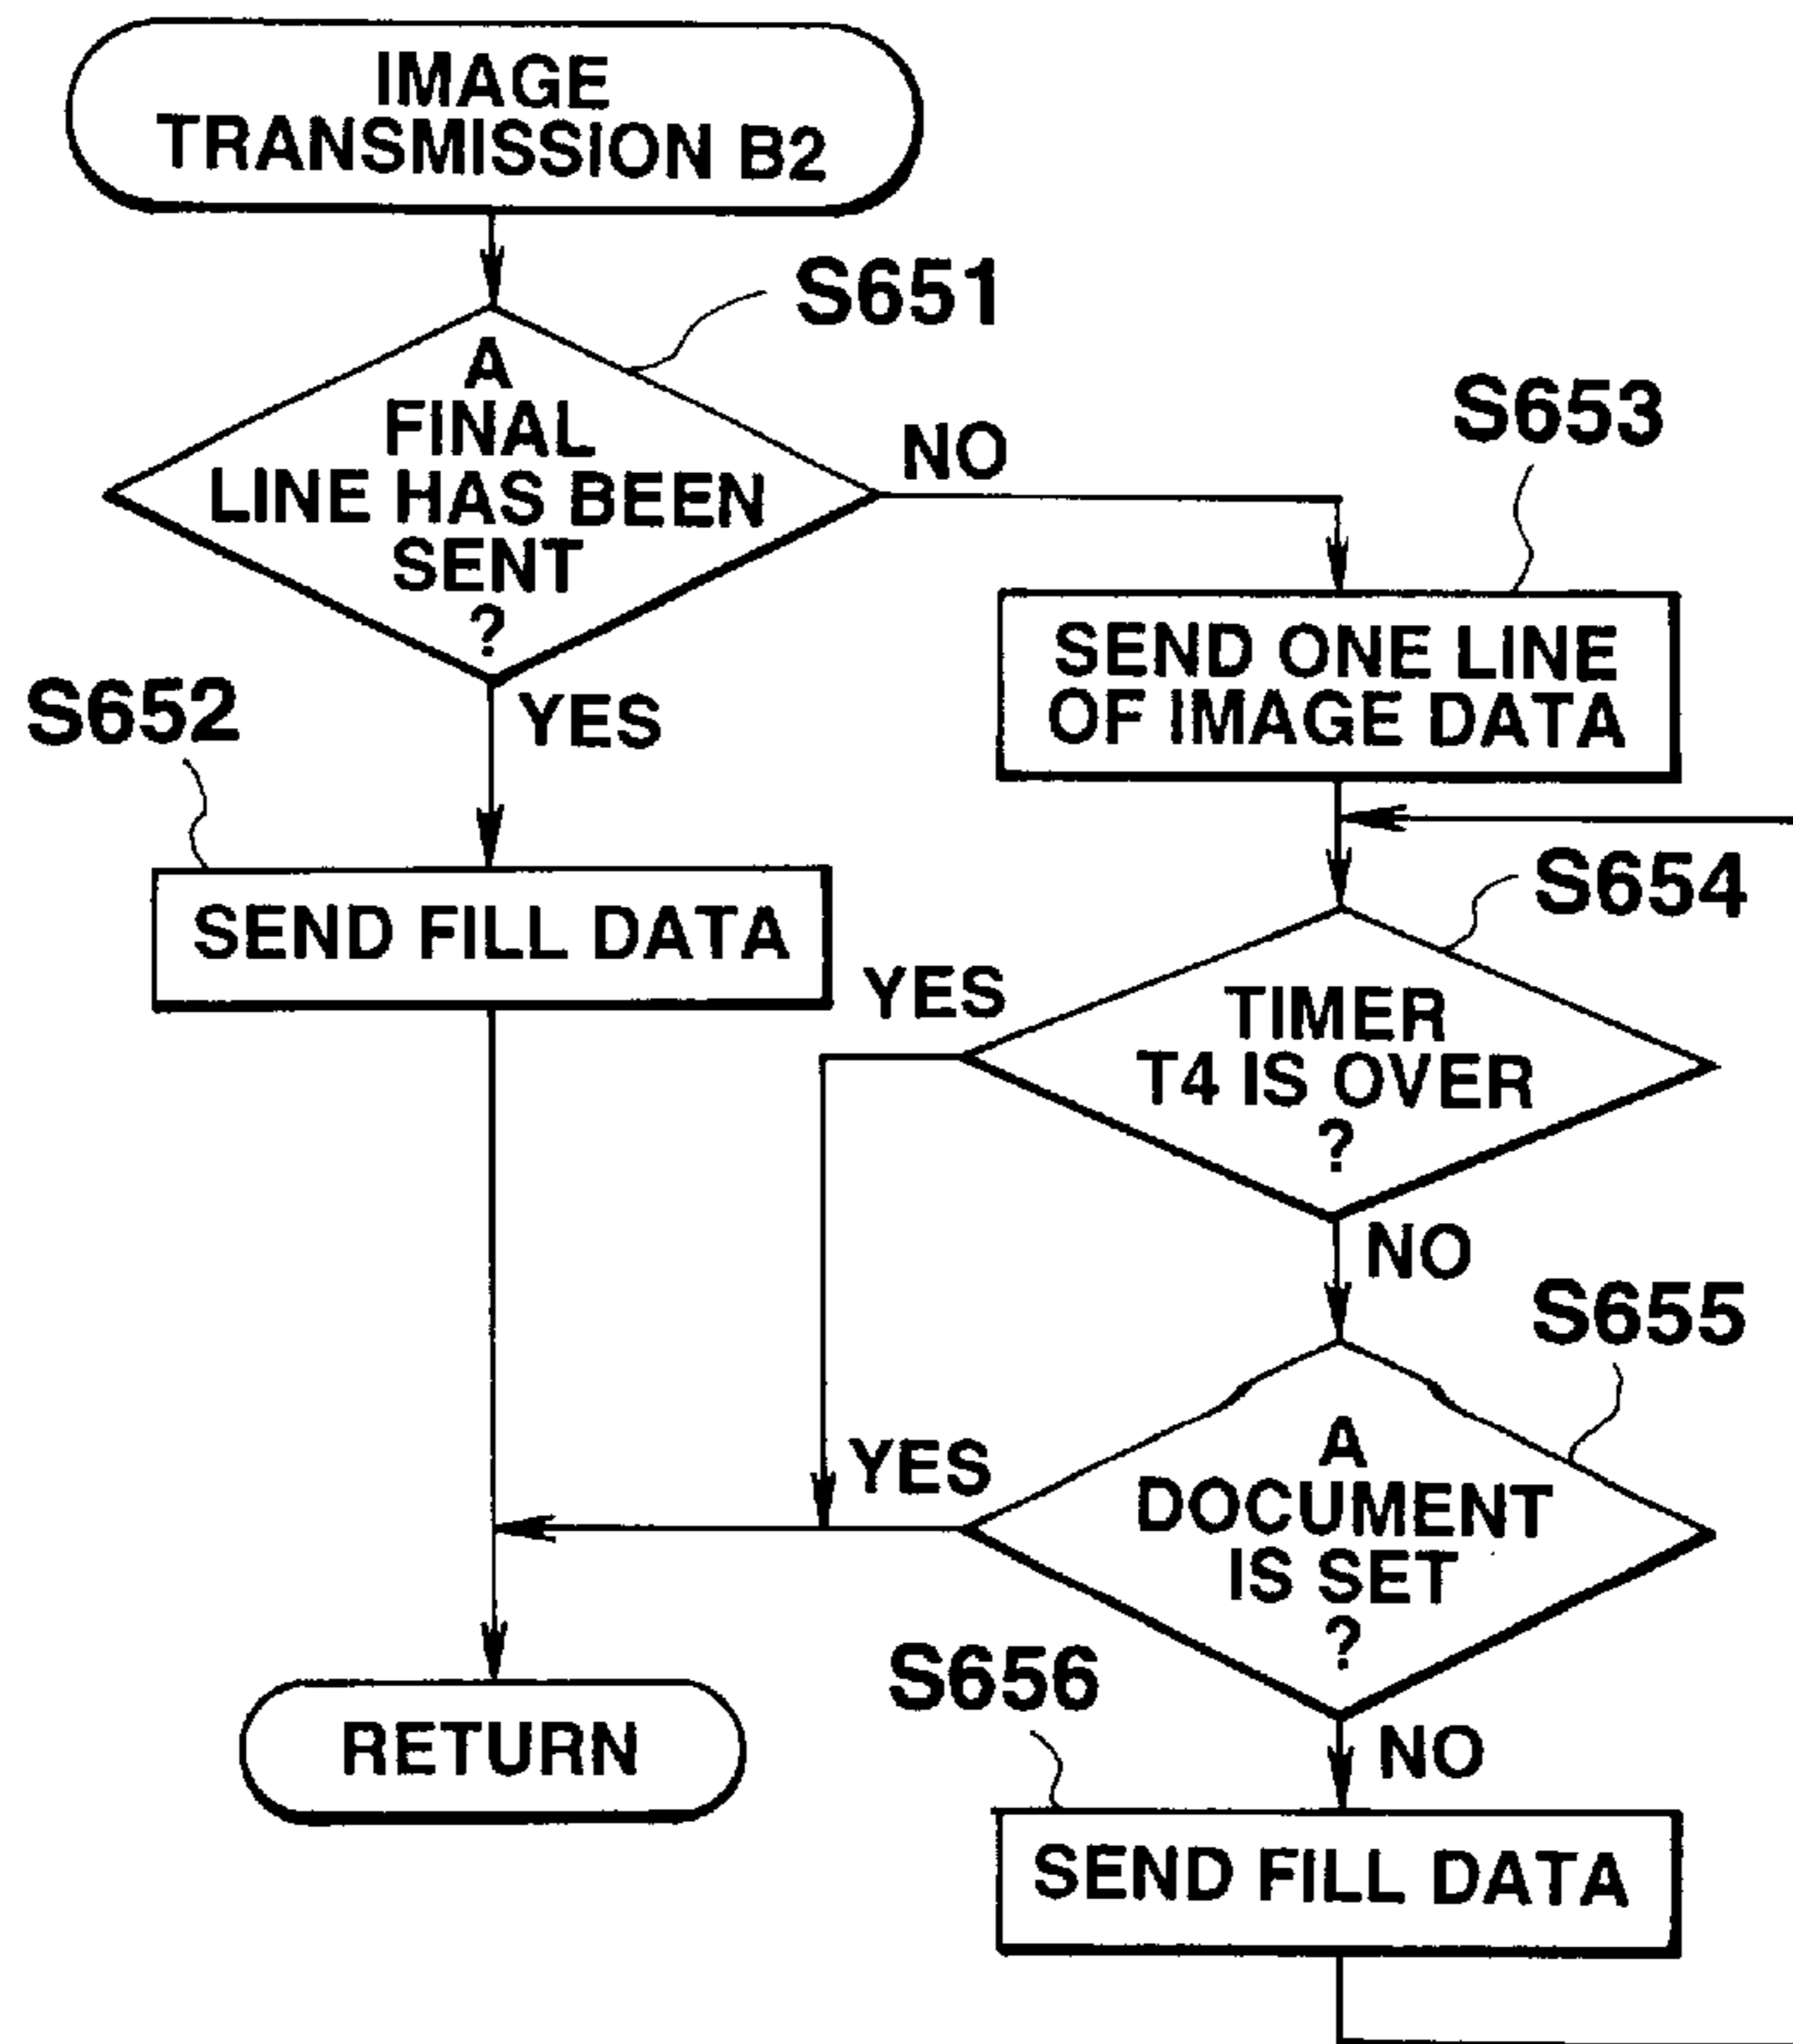 IMAGE
TRANSMISSION B2
S651
A
FINAL
LINE HAS BEEN
SENT
?
NO
YES
S652
SEND FILL DATA
S653
SEND ONE LINE
OF IMAGE DATA
S654
TIMER
T4 IS OVER
?
YES
NO
S655
A
DOCUMENT
IS SET
?
YES
NO
S656
SEND FILL DATA
RETURN